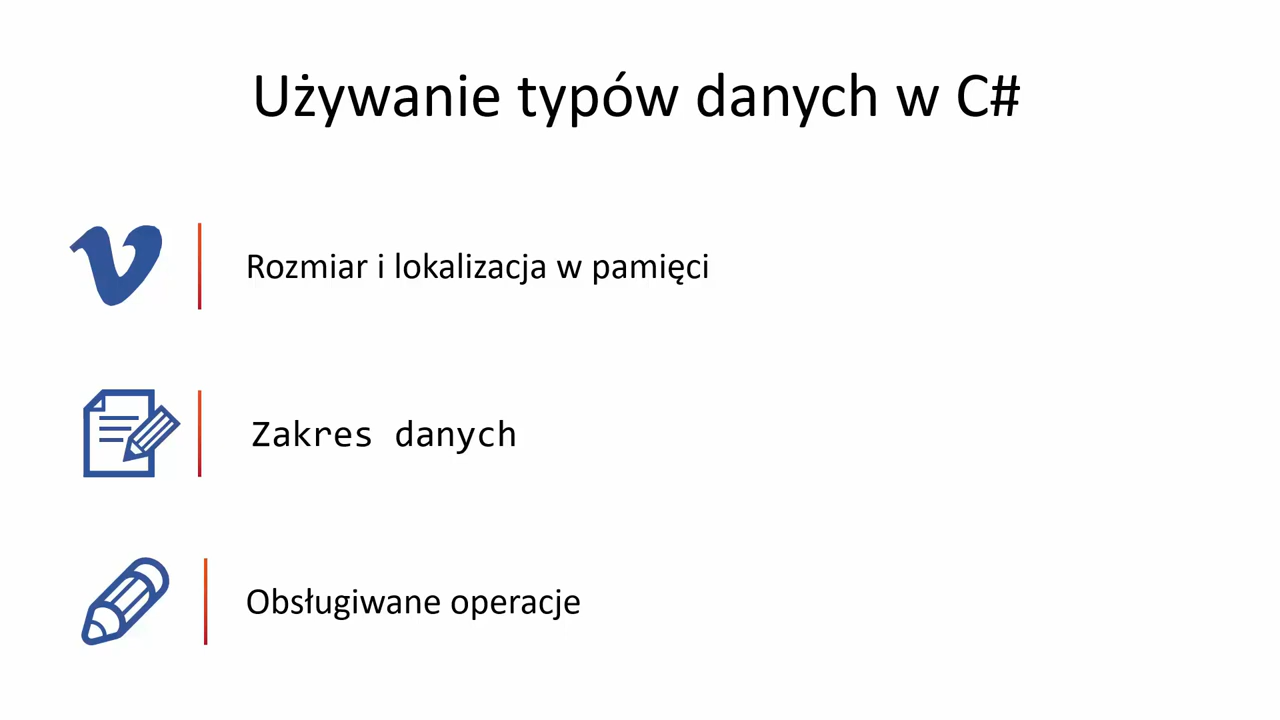 Używanie typów danych w C#
Rozmiar i lokalizacja w pamięci
Zakres danych
Obsługiwane operacje